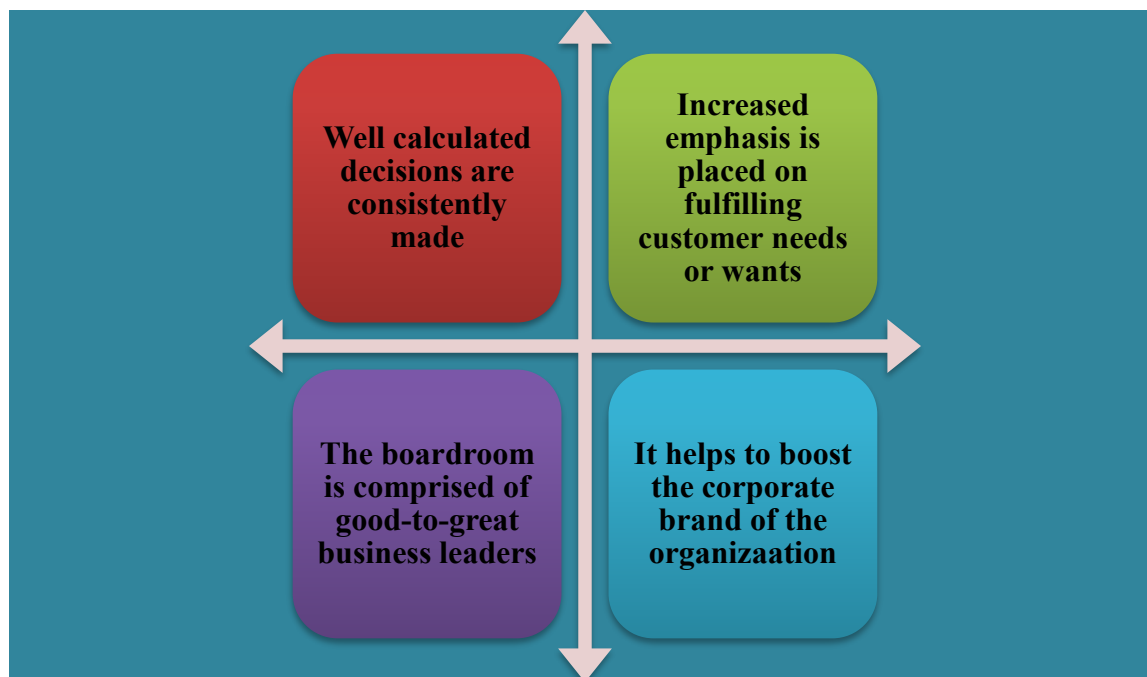 Well calculated
decisions are
consistently
made
Increased
emphasis is
placed on
fulfilling
customer needs
or wants
The boardroom
is comprised of
good-to-great
business leaders
It helps to boost
the corporate
brand of the
organizaation